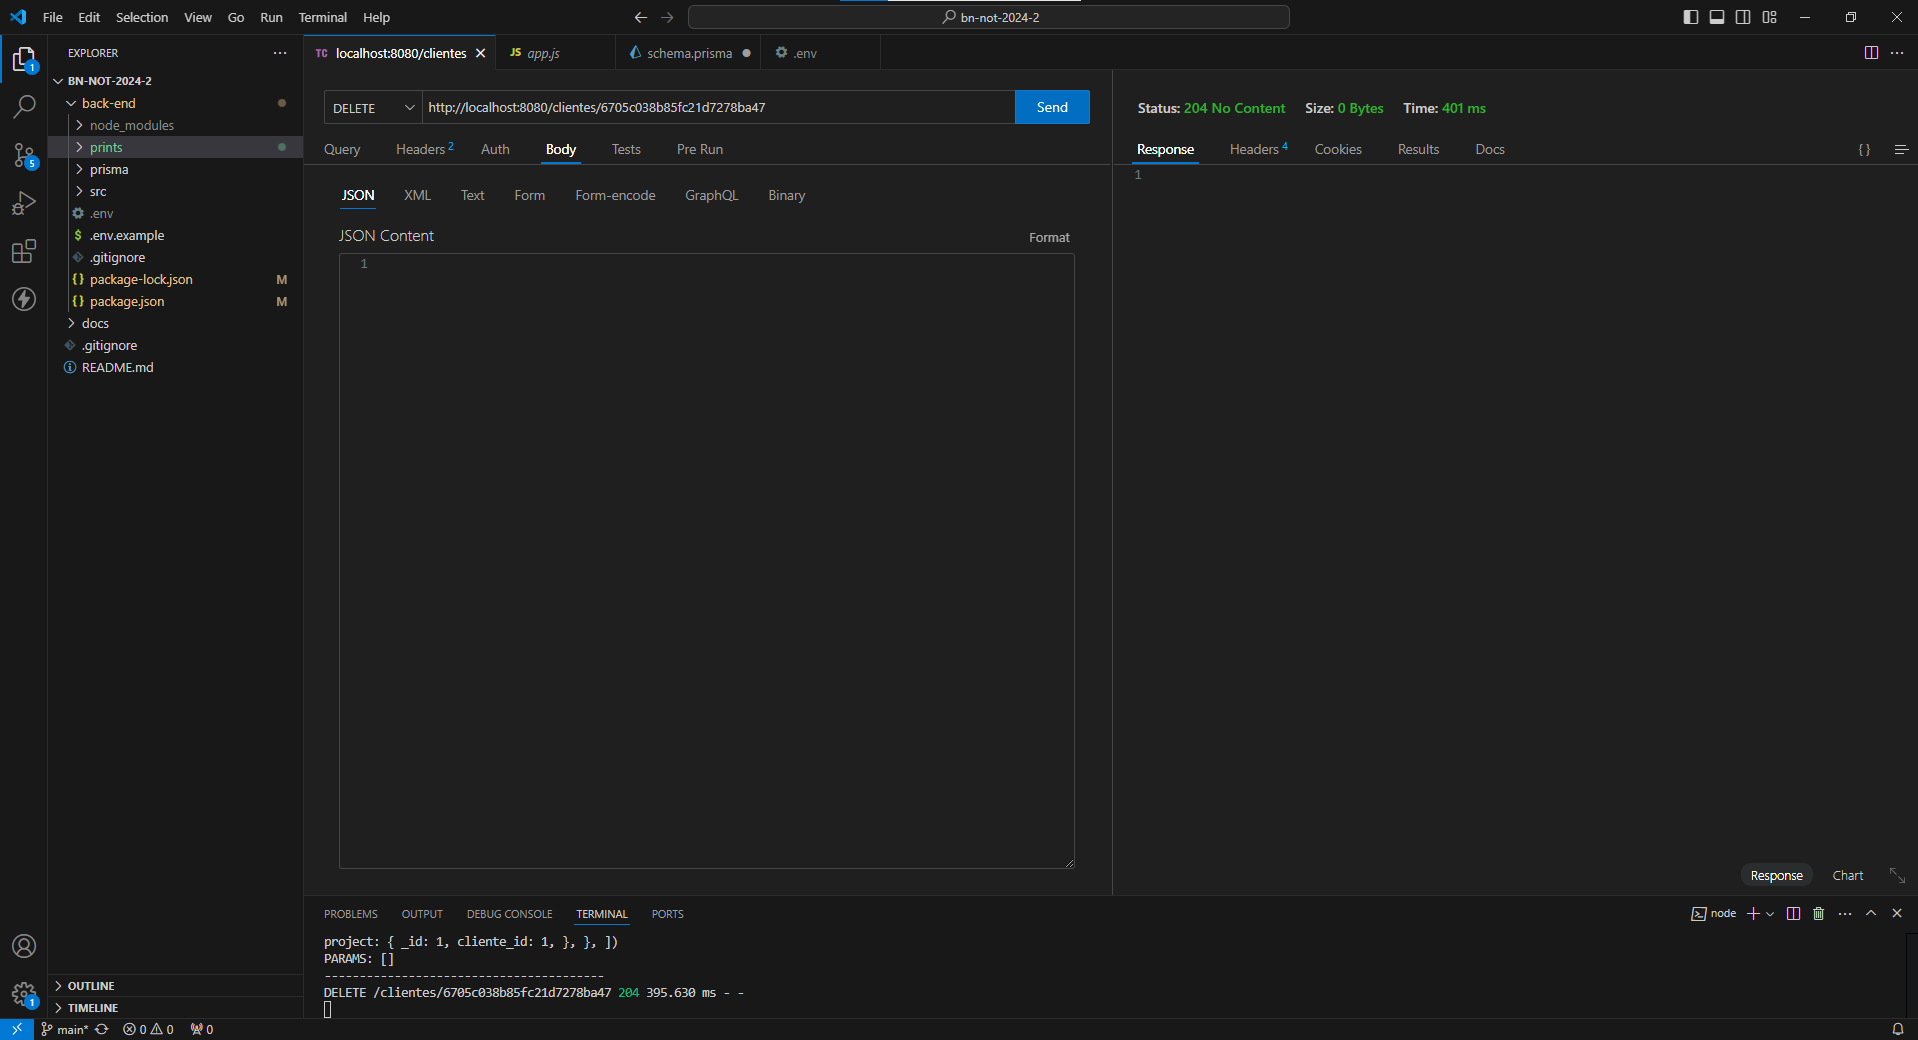 File Edit Selection View Go Run Terminal Help
bn-not-2024-2
EXPLORER
TC localhost:8080/clientes
JS app.js
schema.prisma
.env
BN-NOT-2024-2
back-end
node_modules
prints
prisma
src
.env
$ .env.example
.gitignore
{} package-lock.json M
{} package.json M
docs
.gitignore
README.md
OUTLINE
TIMELINE
1
5
1
DELETE http://localhost:8080/clientes/6705c038b85fc21d7278ba47 Send
Query Headers 2 Auth Body Tests Pre Run
JSON XML Text Form Form-encode GraphQL Binary
JSON Content Format
1
Status: 204 No Content Size: 0 Bytes Time: 401 ms
Response Headers 4 Cookies Results Docs {}
1
Response Chart
PROBLEMS OUTPUT DEBUG CONSOLE TERMINAL PORTS
node
project: { _id: 1, cliente_id: 1, }, }, ])
PARAMS: []
----------------------------------------
DELETE /clientes/6705c038b85fc21d7278ba47 204 395.630 ms - -
main* 0 0 0